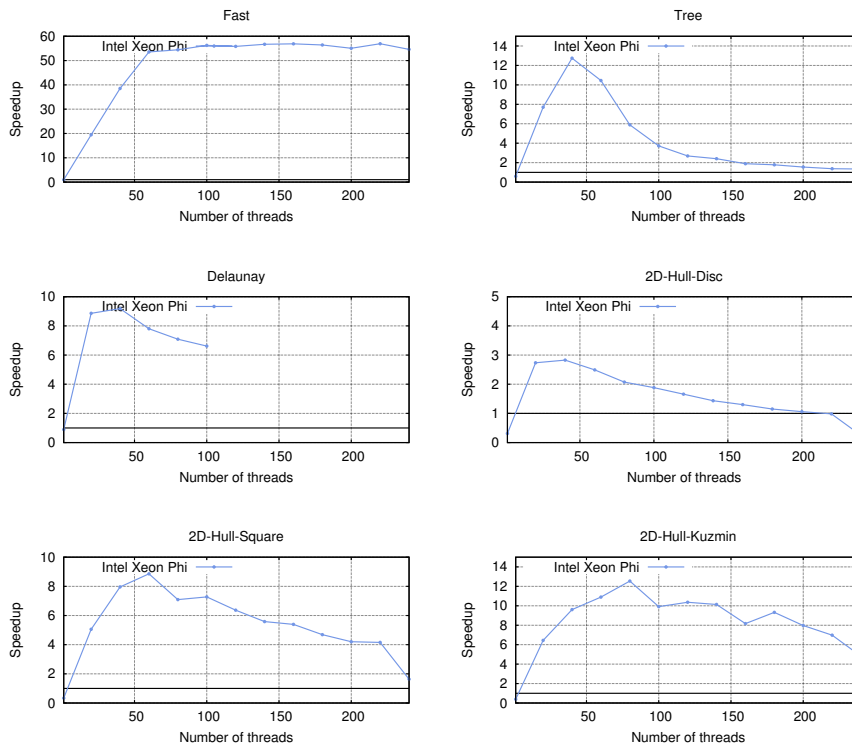 Fast
Intel Xeon Phi
60
50
40
30
20
10
0
Speedup
50
100
150
200
Number of threads
Tree
Intel Xeon Phi
14
12
10
8
6
4
2
0
Speedup
50
100
150
200
Number of threads
Delaunay
Intel Xeon Phi
10
8
6
4
2
0
Speedup
50
100
150
200
Number of threads
2D-Hull-Disc
Intel Xeon Phi
5
4
3
2
1
0
Speedup
50
100
150
200
Number of threads
2D-Hull-Square
Intel Xeon Phi
10
8
6
4
2
0
Speedup
50
100
150
200
Number of threads
2D-Hull-Kuzmin
Intel Xeon Phi
14
12
10
8
6
4
2
0
Speedup
50
100
150
200
Number of threads